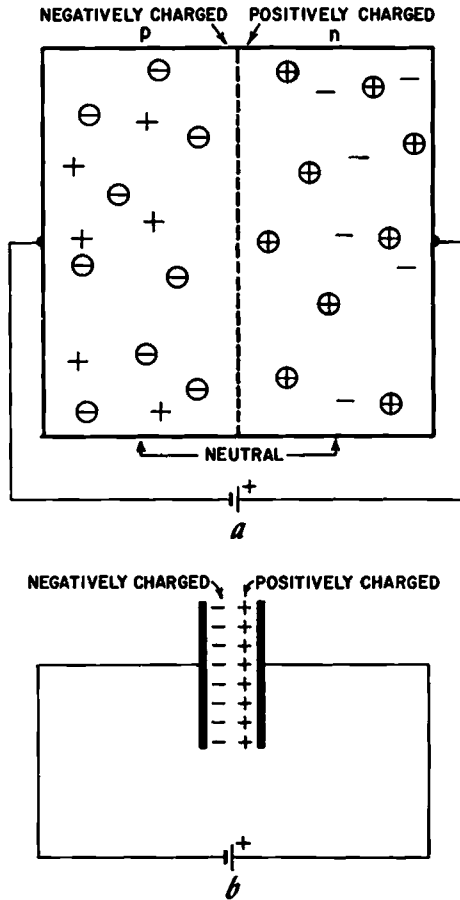 NEGATIVELY CHARGED POSITIVELY CHARGED
p n
NEUTRAL
+
a
NEGATIVELY CHARGED POSITIVELY CHARGED
+
b